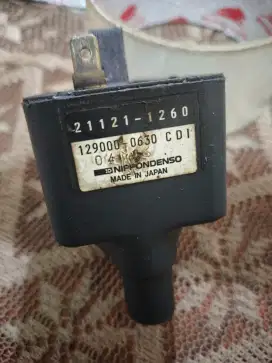 21121-1260
129000-0630 CDI
NIPPONDENSO
MADE IN JAPAN